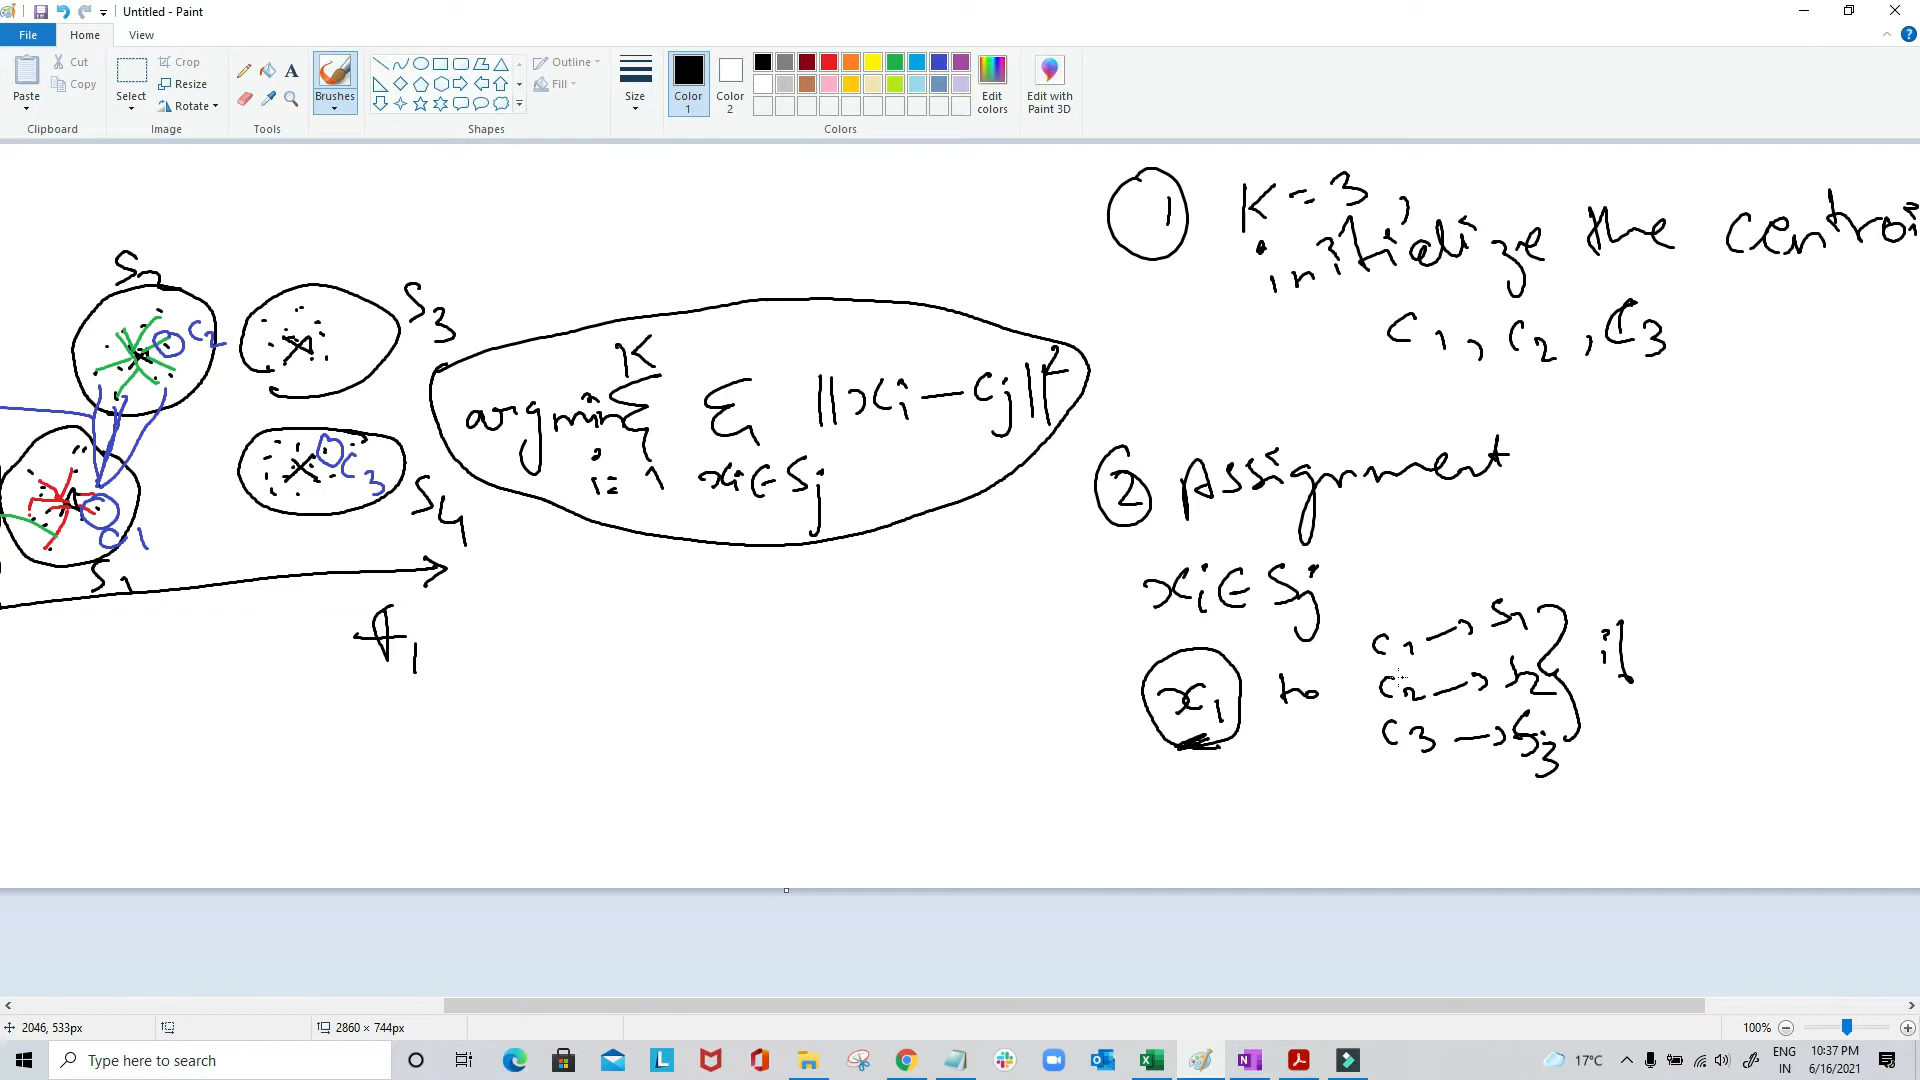 Untitled - Paint
File Home View
Paste
Cut
Copy
Clipboard
Select
Crop
Resize
Rotate
Image
Tools
Brushes
Shapes
Outline
Fill
Size
Color 1
Color 2
Edit colors
Edit with Paint 3D
Colors
1 K = 3 ,
initialize the centroi
C1 , C2 , C3
S2
C2
S3
K
argmin Σ Σ ||xi - cj||2
i = 1 xi ∈ Sj
C3
S4
C1
S1
f1
2 Assignment
xi ∈ Sj
x1 to
C1 → S1
C2 → S2
C3 → S3
if
2046, 533px
2860 × 744px
100%
Type here to search
17°C
ENG
IN
10:37 PM
6/16/2021